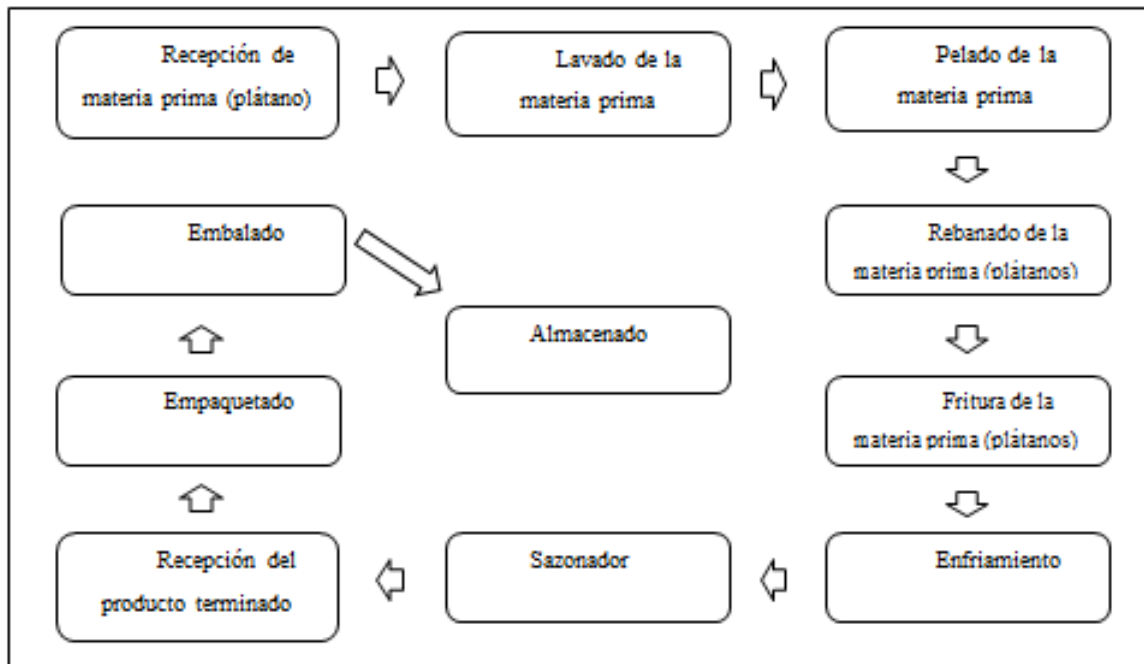 Recepción de
materia prima (plátano)
Lavado de la
materia prima
Pelado de la
materia prima
Embalado
Rebanado de la
materia prima (plátanos)
Almacenado
Empaquetado
Fritura de la
materia prima (plátanos)
Recepción del
producto terminado
Sazonador
Enfriamiento